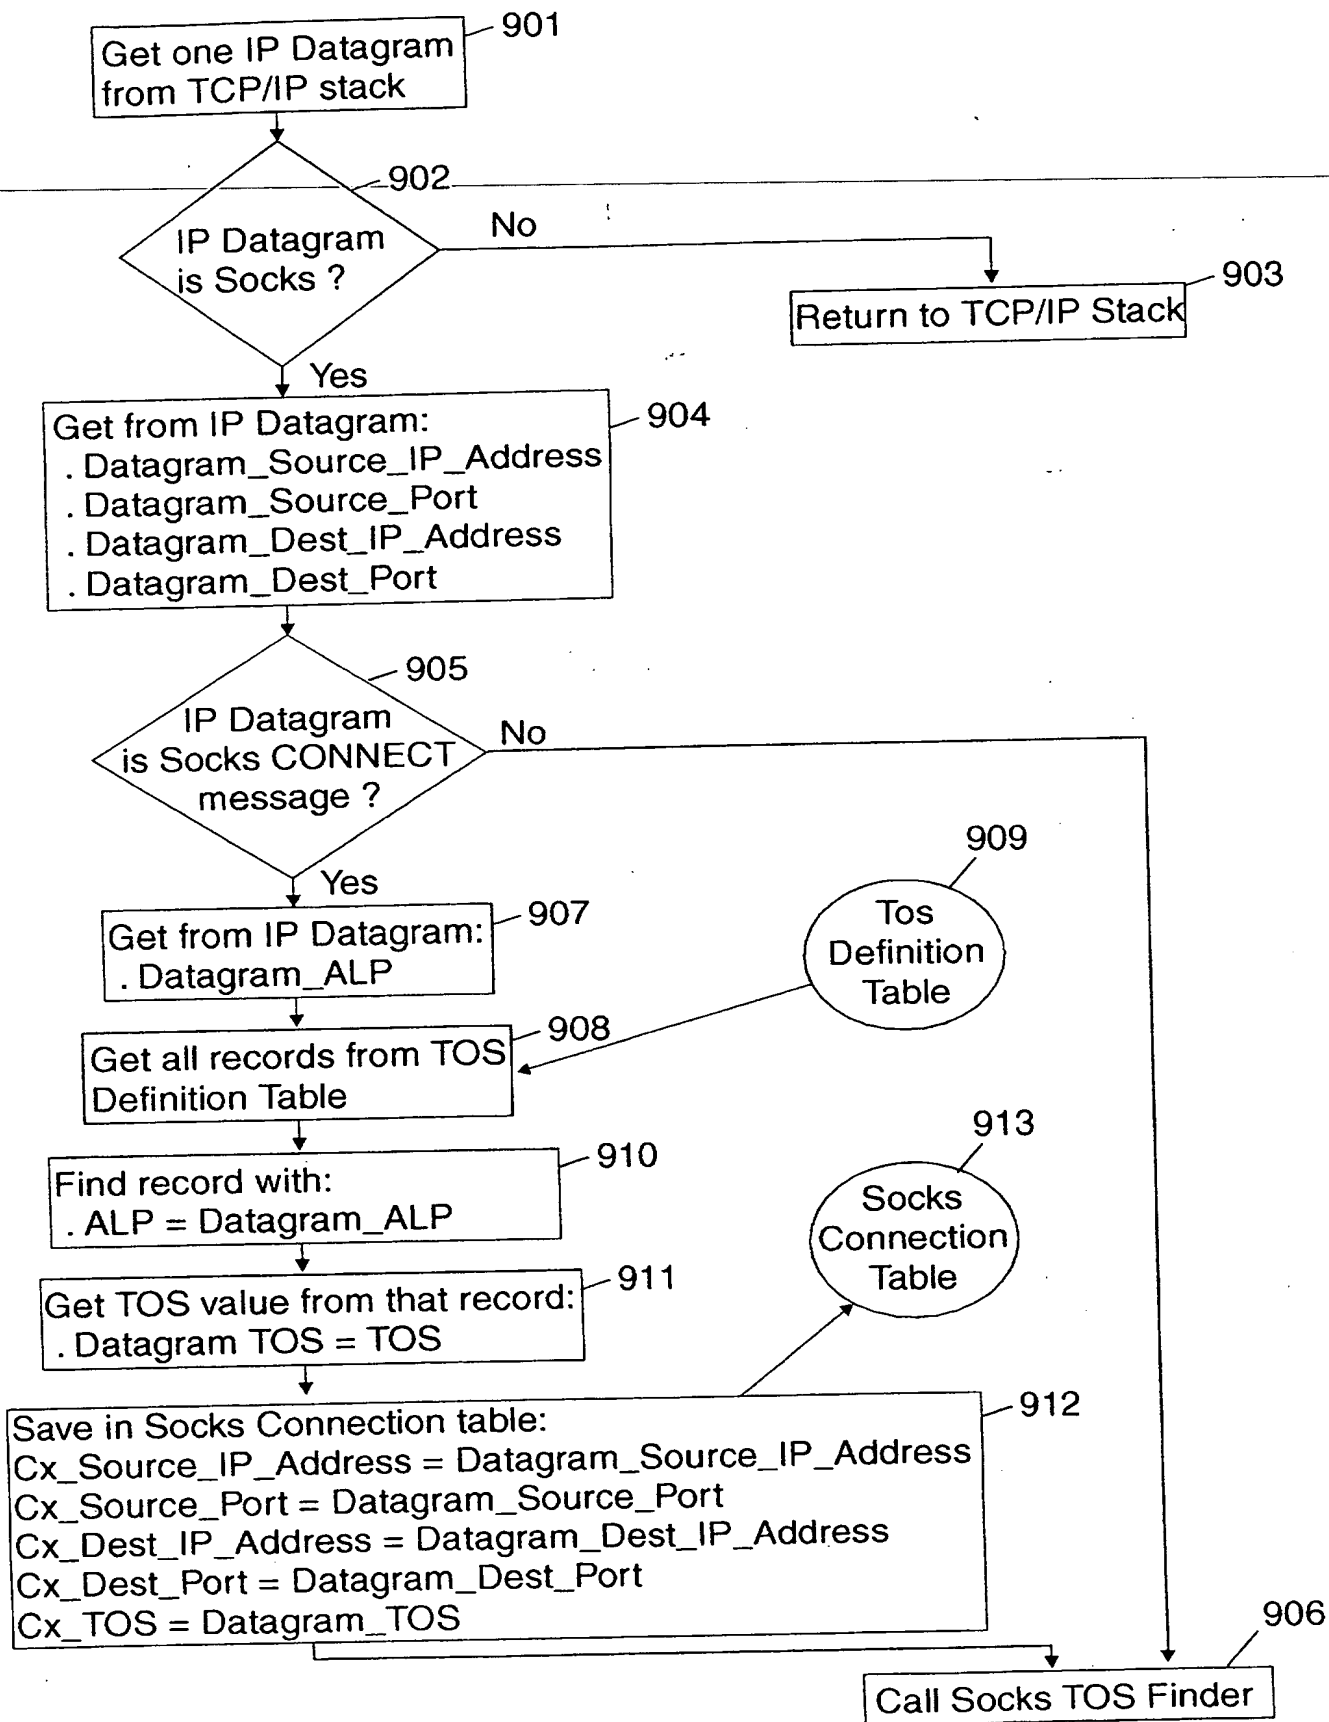 901
Get one IP Datagram
from TCP/IP stack
902
IP Datagram
is Socks ?
No
903
Return to TCP/IP Stack
Yes
904
Get from IP Datagram:
. Datagram_Source_IP_Address
. Datagram_Source_Port
. Datagram_Dest_IP_Address
. Datagram_Dest_Port
905
IP Datagram
is Socks CONNECT
message ?
No
Yes
907
Get from IP Datagram:
. Datagram_ALP
909
Tos
Definition
Table
908
Get all records from TOS
Definition Table
910
Find record with:
. ALP = Datagram_ALP
913
Socks
Connection
Table
911
Get TOS value from that record:
. Datagram TOS = TOS
912
Save in Socks Connection table:
Cx_Source_IP_Address = Datagram_Source_IP_Address
Cx_Source_Port = Datagram_Source_Port
Cx_Dest_IP_Address = Datagram_Dest_IP_Address
Cx_Dest_Port = Datagram_Dest_Port
Cx_TOS = Datagram_TOS
906
Call Socks TOS Finder